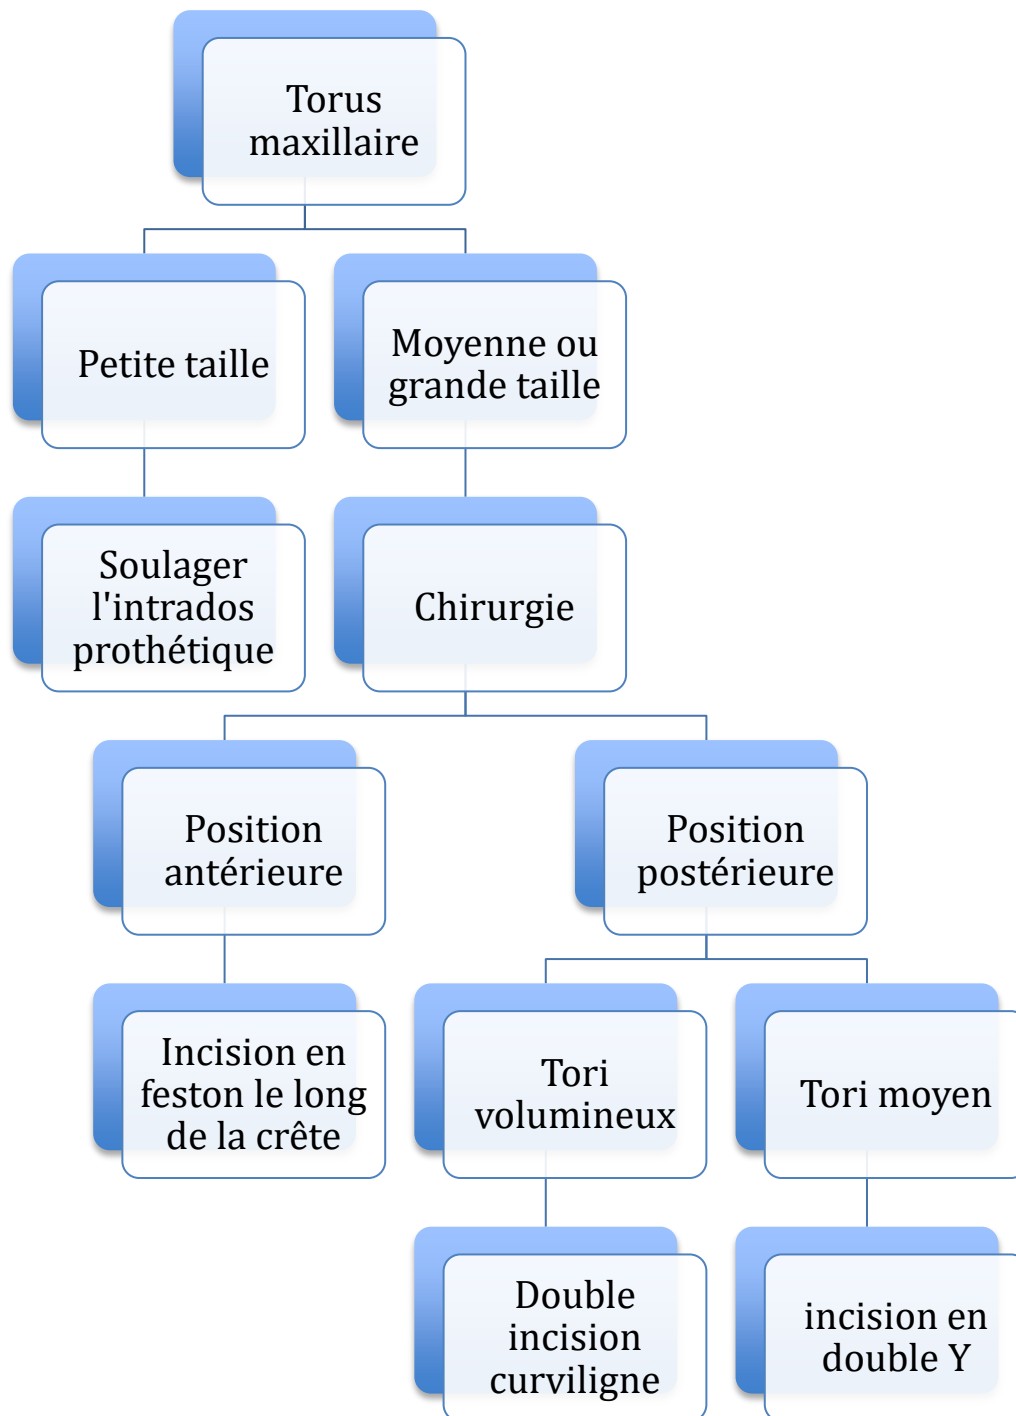 Torus
maxillaire
Petite taille
Moyenne ou
grande taille
Soulager
l'intrados
prothétique
Chirurgie
Position
antérieure
Position
postérieure
Incision en
feston le long
de la crête
Tori
volumineux
Tori moyen
Double
incision
curviligne
incision en
double Y